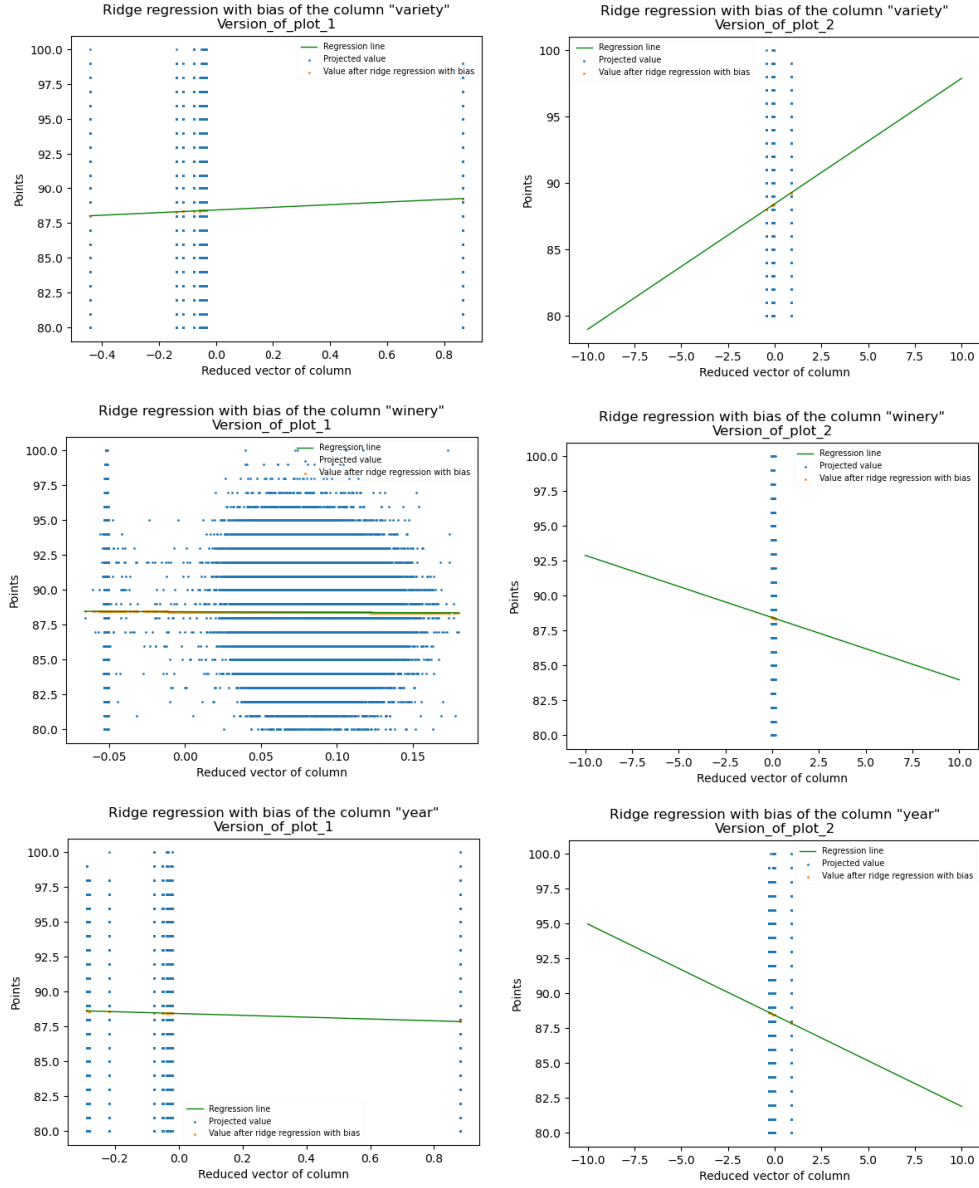 Ridge regression with bias of the column "variety"
Version_of_plot_1
Regression line
Projected value
Value after ridge regression with bias
100.0
97.5
95.0
92.5
90.0
87.5
85.0
82.5
80.0
Points
−0.4
−0.2
0.0
0.2
0.4
0.6
0.8
Reduced vector of column
Ridge regression with bias of the column "variety"
Version_of_plot_2
Regression line
Projected value
Value after ridge regression with bias
100
95
90
85
80
Points
−10.0
−7.5
−5.0
−2.5
0.0
2.5
5.0
7.5
10.0
Reduced vector of column
Ridge regression with bias of the column "winery"
Version_of_plot_1
Regression line
Projected value
Value after ridge regression with bias
100.0
97.5
95.0
92.5
90.0
87.5
85.0
82.5
80.0
Points
−0.05
0.00
0.05
0.10
0.15
Reduced vector of column
Ridge regression with bias of the column "winery"
Version_of_plot_2
Regression line
Projected value
Value after ridge regression with bias
100.0
97.5
95.0
92.5
90.0
87.5
85.0
82.5
80.0
Points
−10.0
−7.5
−5.0
−2.5
0.0
2.5
5.0
7.5
10.0
Reduced vector of column
Ridge regression with bias of the column "year"
Version_of_plot_1
100.0
97.5
95.0
92.5
90.0
87.5
85.0
82.5
80.0
Points
Regression line
Projected value
Value after ridge regression with bias
−0.2
0.0
0.2
0.4
0.6
0.8
Reduced vector of column
Ridge regression with bias of the column "year"
Version_of_plot_2
Regression line
Projected value
Value after ridge regression with bias
100.0
97.5
95.0
92.5
90.0
87.5
85.0
82.5
80.0
Points
−10.0
−7.5
−5.0
−2.5
0.0
2.5
5.0
7.5
10.0
Reduced vector of column